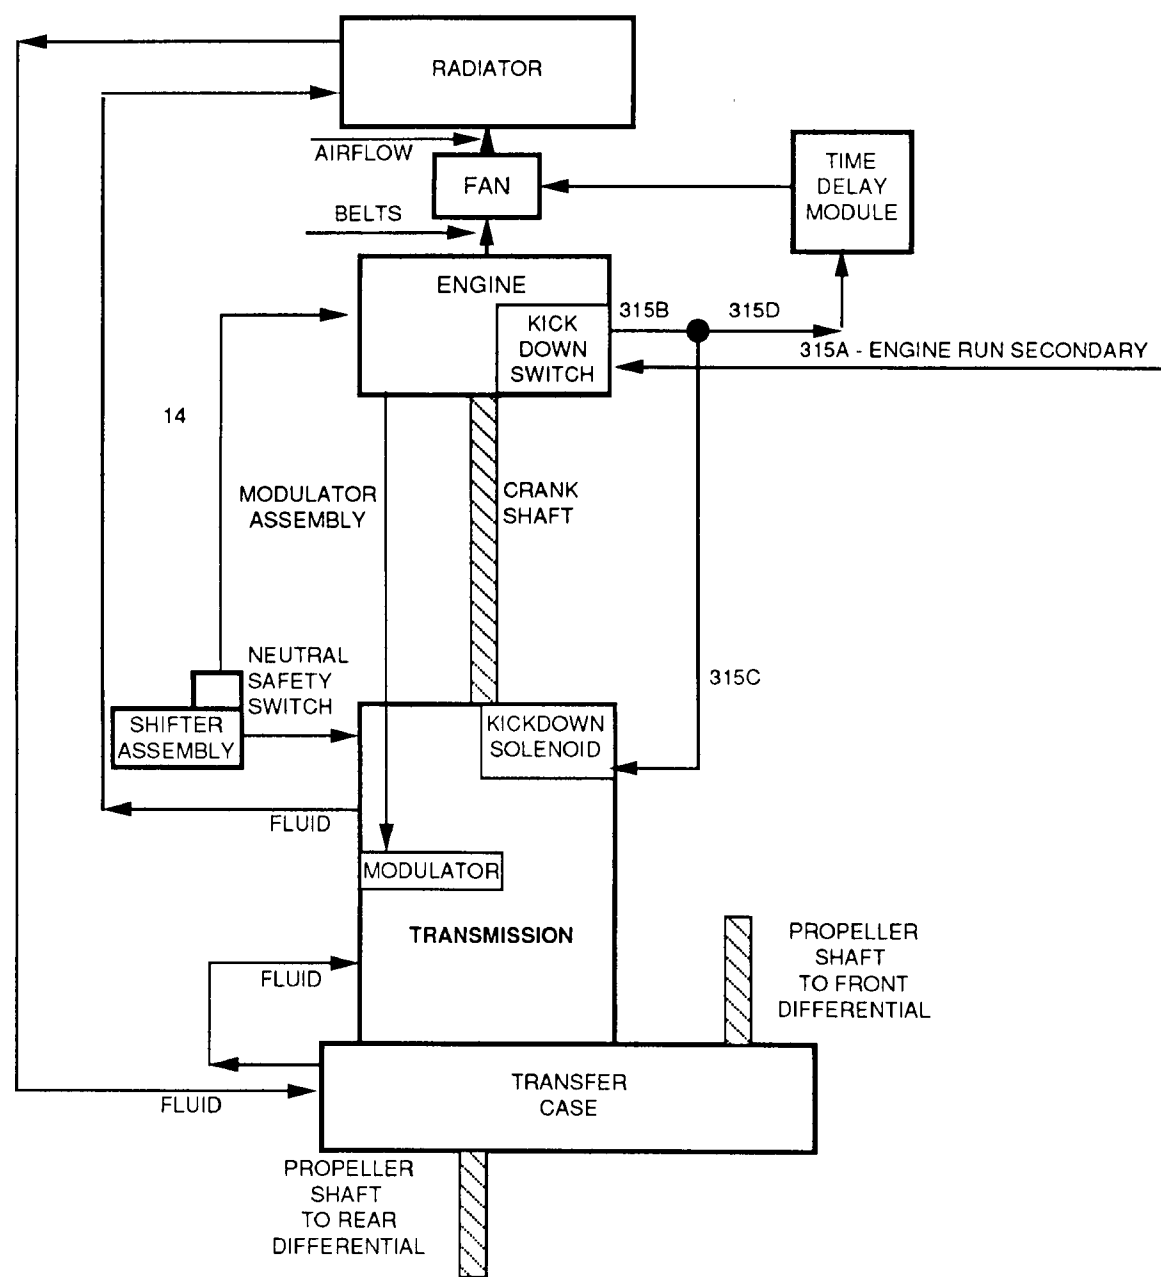 RADIATOR
AIRFLOW
FAN
TIME
DELAY
MODULE
BELTS
ENGINE
KICK
DOWN
SWITCH
315B
315D
315A - ENGINE RUN SECONDARY
14
MODULATOR
ASSEMBLY
CRANK
SHAFT
NEUTRAL
SAFETY
SWITCH
315C
SHIFTER
ASSEMBLY
KICKDOWN
SOLENOID
FLUID
MODULATOR
TRANSMISSION
PROPELLER
SHAFT
TO FRONT
DIFFERENTIAL
FLUID
TRANSFER
CASE
FLUID
PROPELLER
SHAFT
TO REAR
DIFFERENTIAL